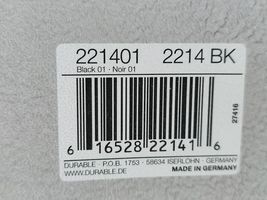 221401 2214 BK
Black 01 · Noir 01
27416
6 16528 22141 6
DURABLE · P.O.B. 1753 · 58634 ISERLOHN · GERMANY
WWW.DURABLE.DE MADE IN GERMANY